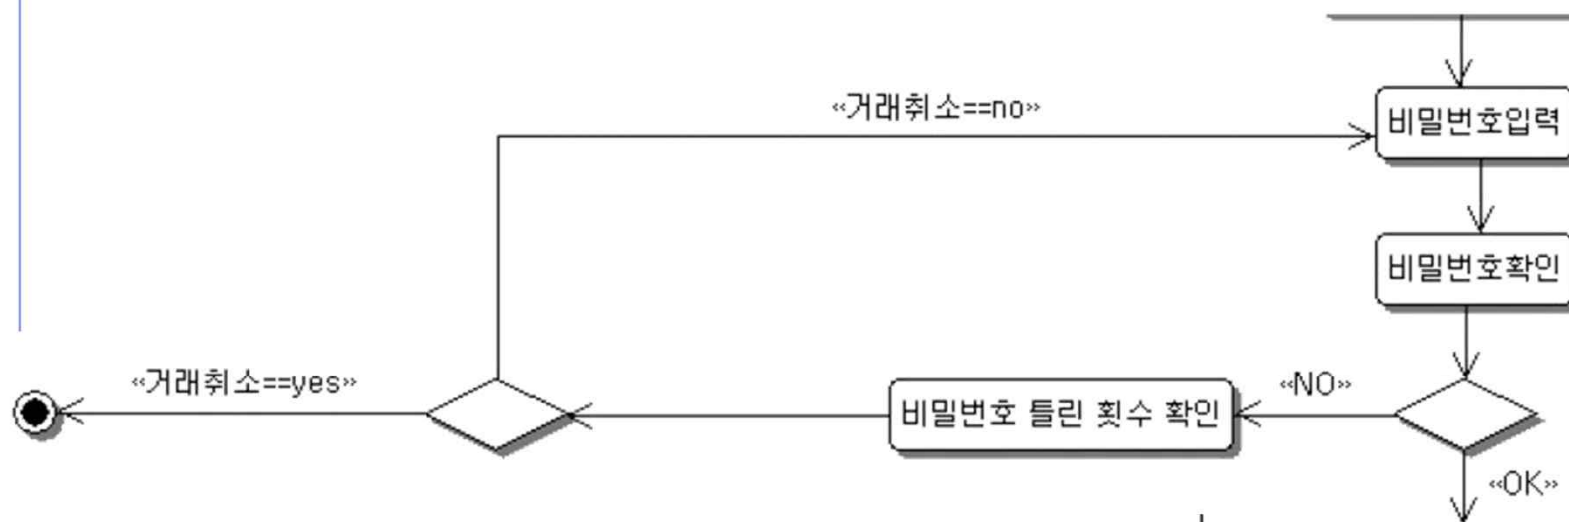 «거래취소==no»
비밀번호입력
비밀번호확인
«거래취소==yes»
비밀번호 틀린 횟수 확인
«NO»
«OK»